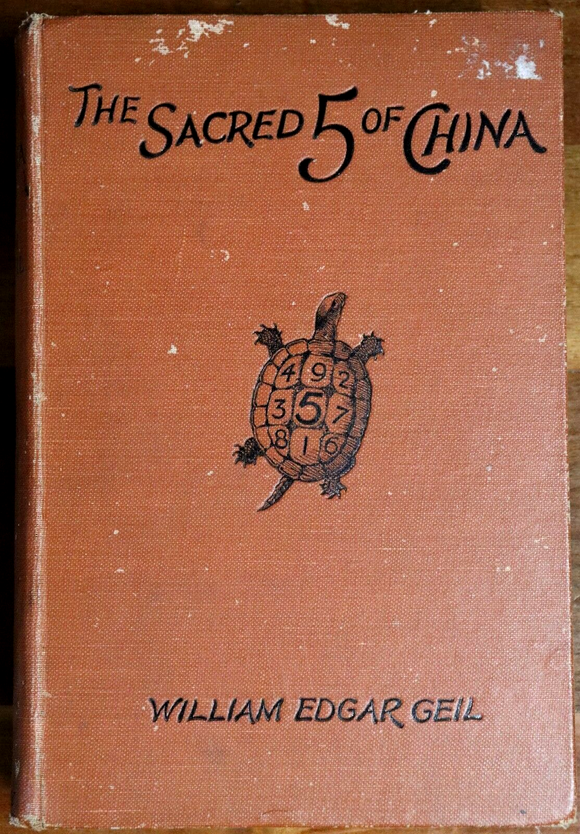 THE SACRED 5 OF CHINA
4 9 2
3 5 7
8 1 6
WILLIAM EDGAR GEIL